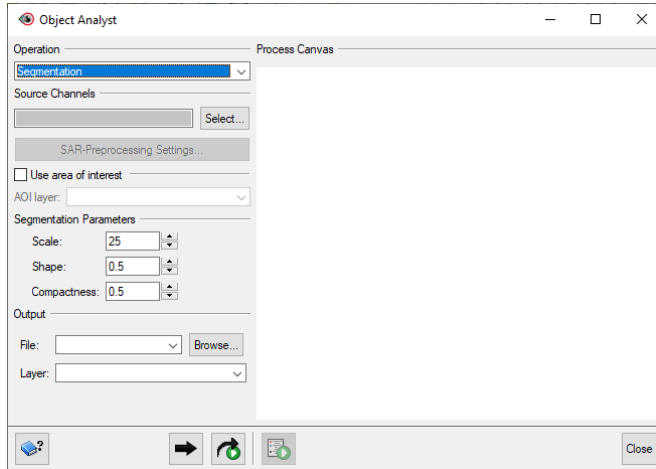 Object Analyst
Operation
Segmentation
Source Channels
Select...
SAR-Preprocessing Settings...
Use area of interest
AOI layer:
Segmentation Parameters
Scale: 25
Shape: 0.5
Compactness: 0.5
Output
File: Browse...
Layer:
Process Canvas
?
Close